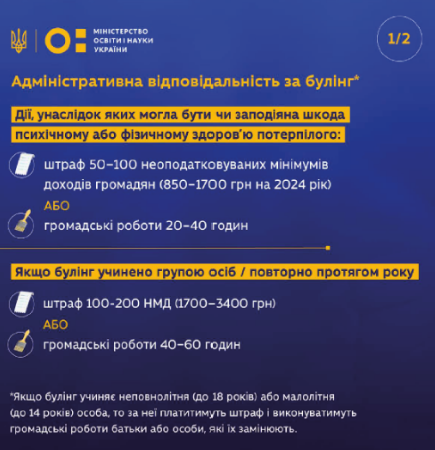 МІНІСТЕРСТВО
ОСВІТИ І НАУКИ
УКРАЇНИ
1/2
Адміністративна відповідальність за булінг*
Дії, унаслідок яких могла бути чи заподіяна шкода
психічному або фізичному здоров'ю потерпілого:
штраф 50–100 неоподатковуваних мінімумів
доходів громадян (850–1700 грн на 2024 рік)
АБО
громадські роботи 20–40 годин
Якщо булінг учинено групою осіб / повторно протягом року
штраф 100-200 НМД (1700–3400 грн)
АБО
громадські роботи 40–60 годин
*Якщо булінг учиняє неповнолітня (до 18 років) або малолітня
(до 14 років) особа, то за неї платитимуть штраф і виконуватимуть
громадські роботи батьки або особи, які їх замінюють.